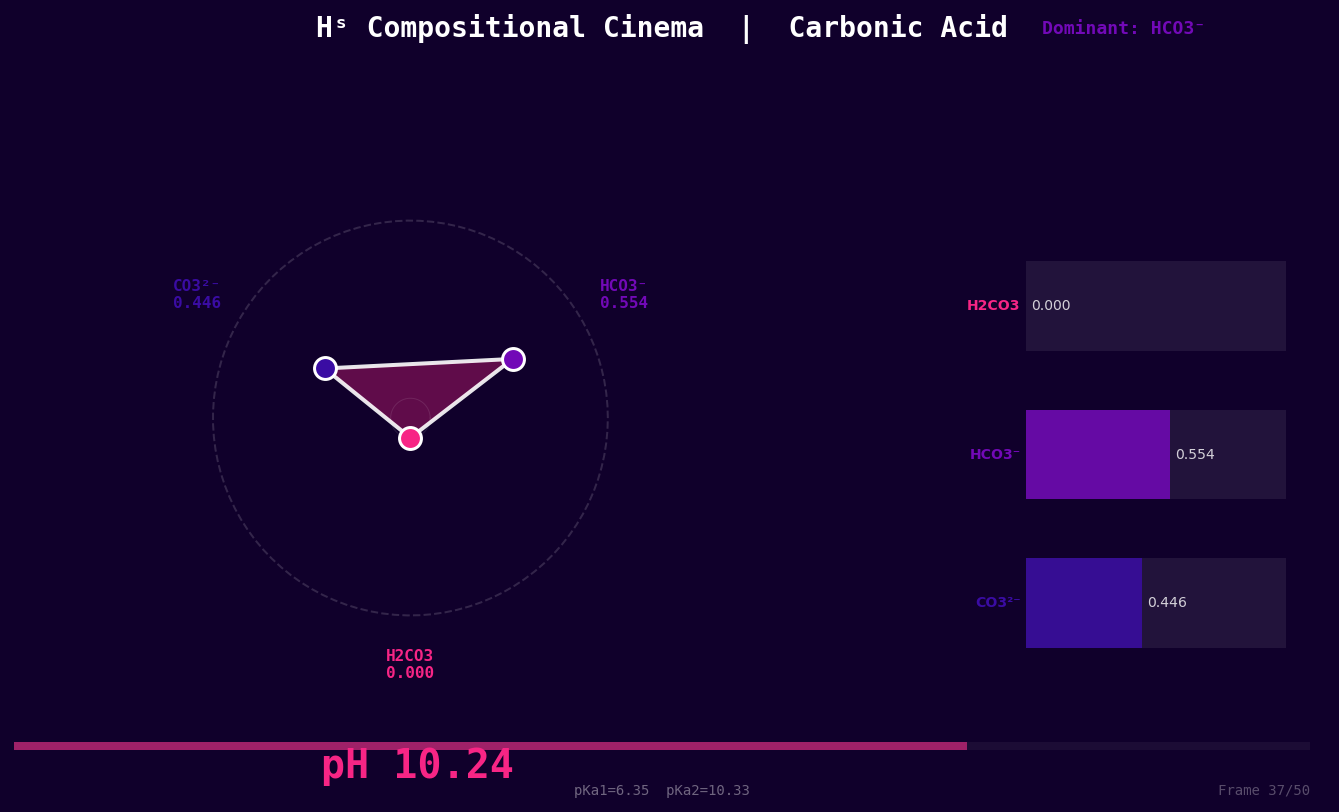 Hˢ Compositional Cinema | Carbonic Acid Dominant: HCO3⁻
CO3²⁻
0.446
HCO3⁻
0.554
H2CO3
0.000
H2CO3 0.000
HCO3⁻ 0.554
CO3²⁻ 0.446
pH 10.24
pKa1=6.35 pKa2=10.33
Frame 37/50